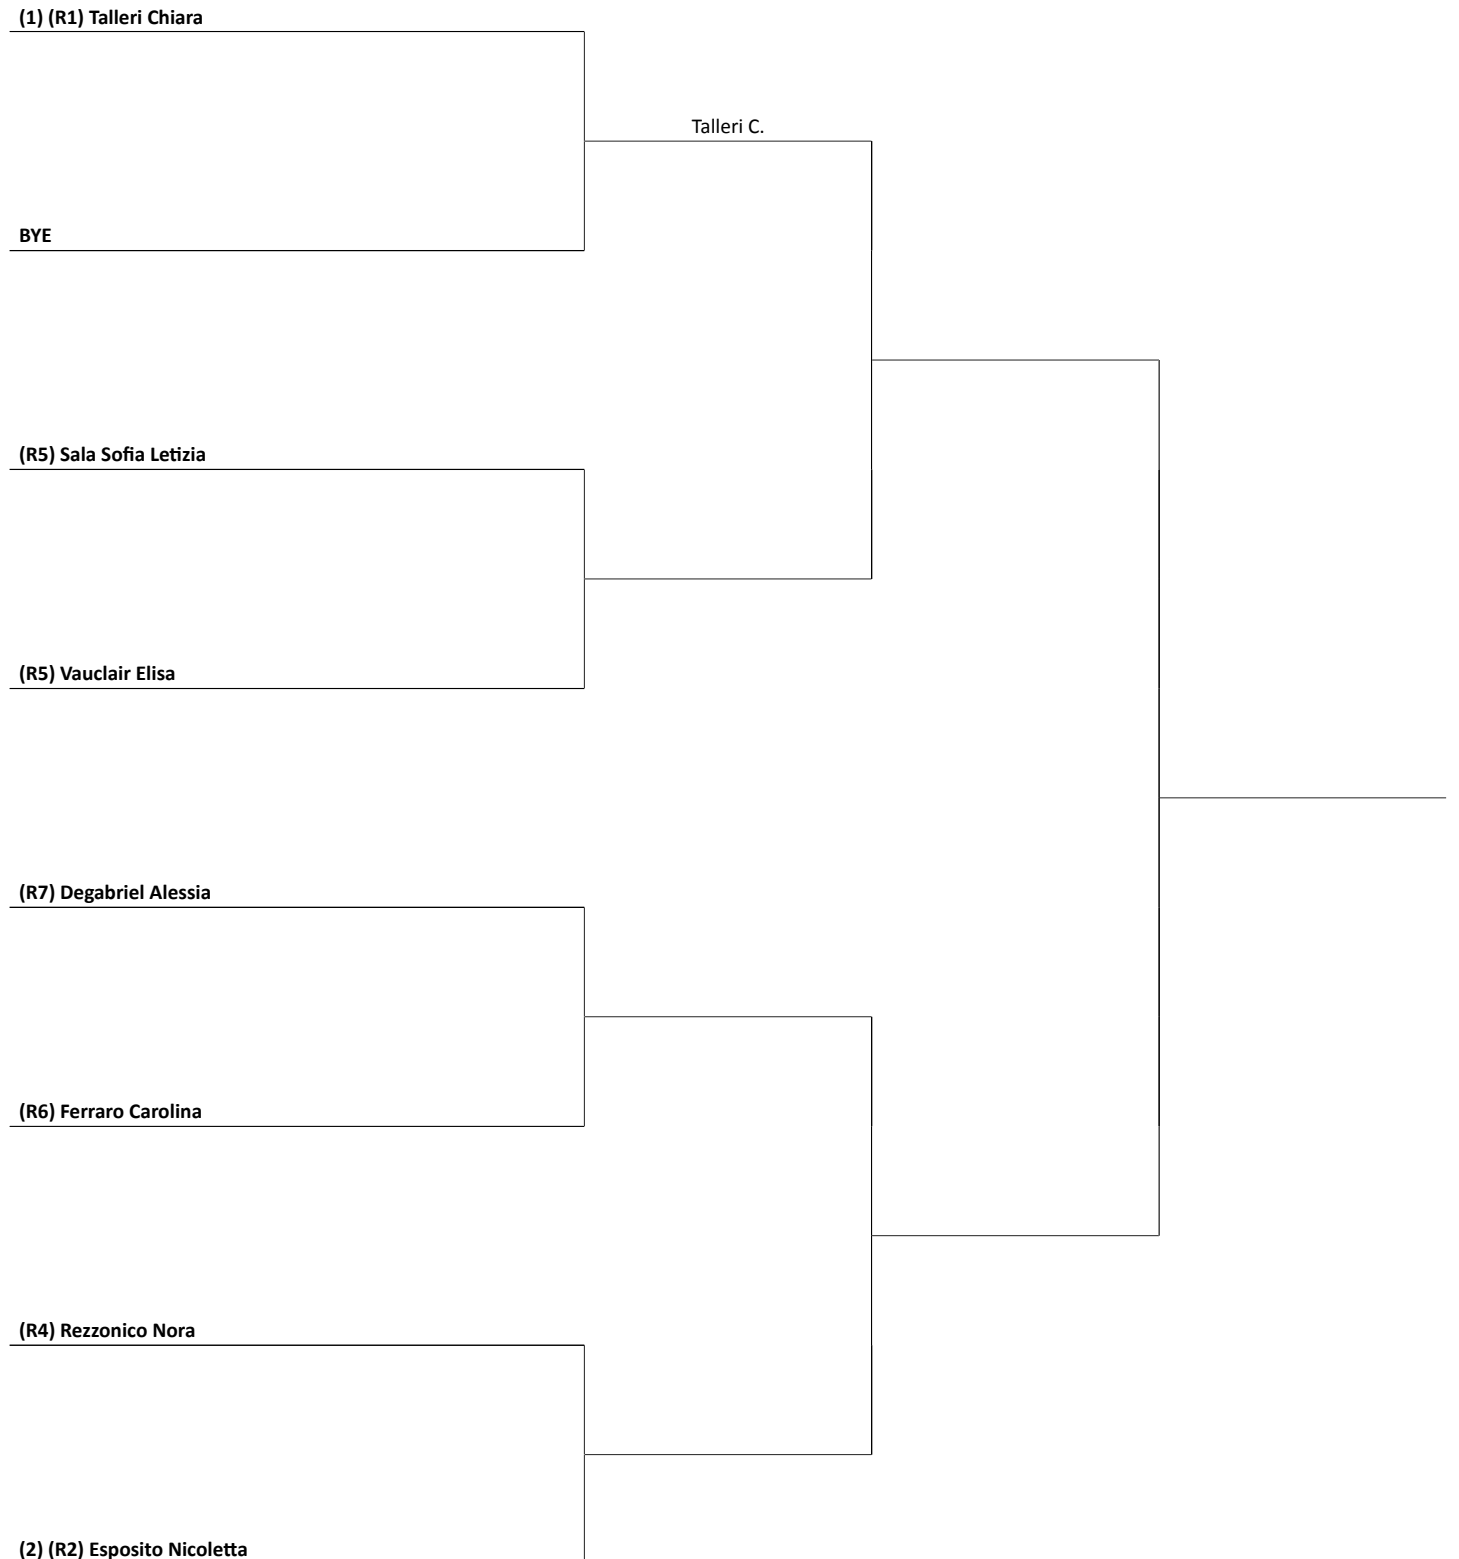 (1) (R1) Talleri Chiara
Talleri C.
BYE
(R5) Sala Sofia Letizia
(R5) Vauclair Elisa
(R7) Degabriel Alessia
(R6) Ferraro Carolina
(R4) Rezzonico Nora
(2) (R2) Esposito Nicoletta